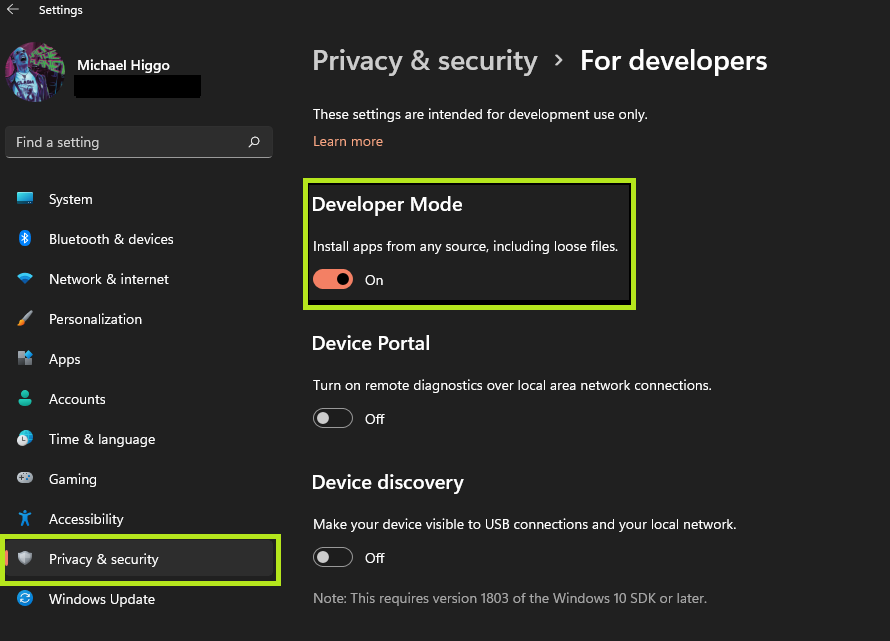 Settings
Michael Higgo
Find a setting
System
Bluetooth & devices
Network & internet
Personalization
Apps
Accounts
Time & language
Gaming
Accessibility
Privacy & security
Windows Update
Privacy & security › For developers
These settings are intended for development use only.
Learn more
Developer Mode
Install apps from any source, including loose files.
On
Device Portal
Turn on remote diagnostics over local area network connections.
Off
Device discovery
Make your device visible to USB connections and your local network.
Off
Note: This requires version 1803 of the Windows 10 SDK or later.